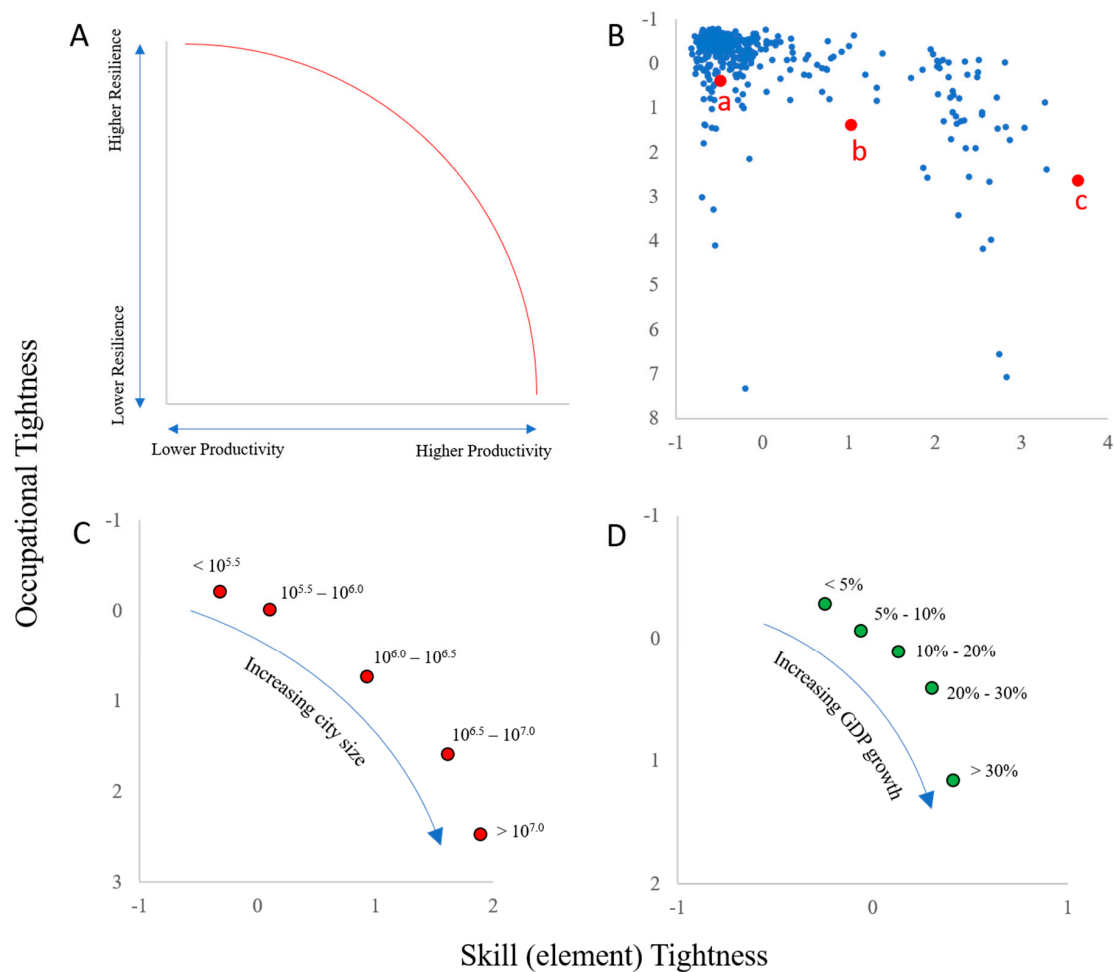 Occupational Tightness
A
Higher Resilience
Lower Resilience
Lower Productivity
Higher Productivity
B
-1
0
1
2
3
4
5
6
7
8
-1
0
1
2
3
4
a
b
c
C
-1
0
1
2
3
-1
0
1
2
< 10^5.5
10^5.5 – 10^6.0
10^6.0 – 10^6.5
10^6.5 – 10^7.0
> 10^7.0
Increasing city size
D
-1
0
1
2
-1
0
1
< 5%
5% - 10%
10% - 20%
20% - 30%
> 30%
Increasing GDP growth
Skill (element) Tightness